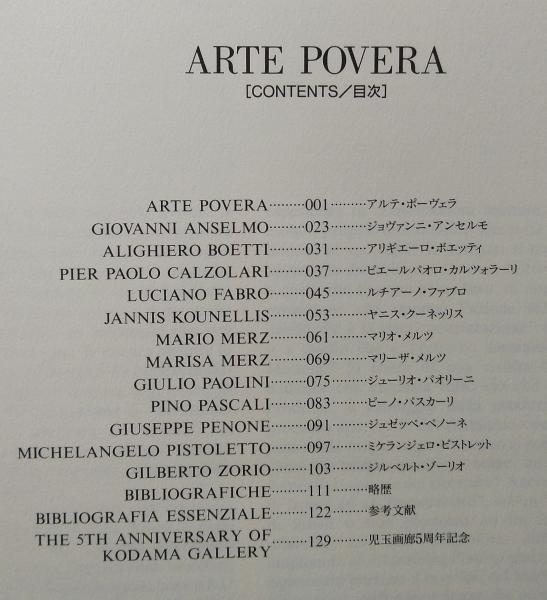 ARTE POVERA
[CONTENTS／目次]
ARTE POVERA………001………アルテ・ポーヴェラ
GIOVANNI ANSELMO………023………ジョヴァンニ・アンセルモ
ALIGHIERO BOETTI………031………アリギエーロ・ボエッティ
PIER PAOLO CALZOLARI………037………ピエールパオロ・カルツォラーリ
LUCIANO FABRO………045………ルチアーノ・ファブロ
JANNIS KOUNELLIS………053………ヤニス・クーネッリス
MARIO MERZ………061………マリオ・メルツ
MARISA MERZ………069………マリーザ・メルツ
GIULIO PAOLINI………075………ジューリオ・パオリーニ
PINO PASCALI………083………ピーノ・パスカーリ
GIUSEPPE PENONE………091………ジュゼッペ・ペノーネ
MICHELANGELO PISTOLETTO………097………ミケランジェロ・ピストレット
GILBERTO ZORIO………103………ジルベルト・ゾーリオ
BIBLIOGRAFICHE………111………略歴
BIBLIOGRAFIA ESSENZIALE………122………参考文献
THE 5TH ANNIVERSARY OF
KODAMA GALLERY………129………児玉画廊5周年記念